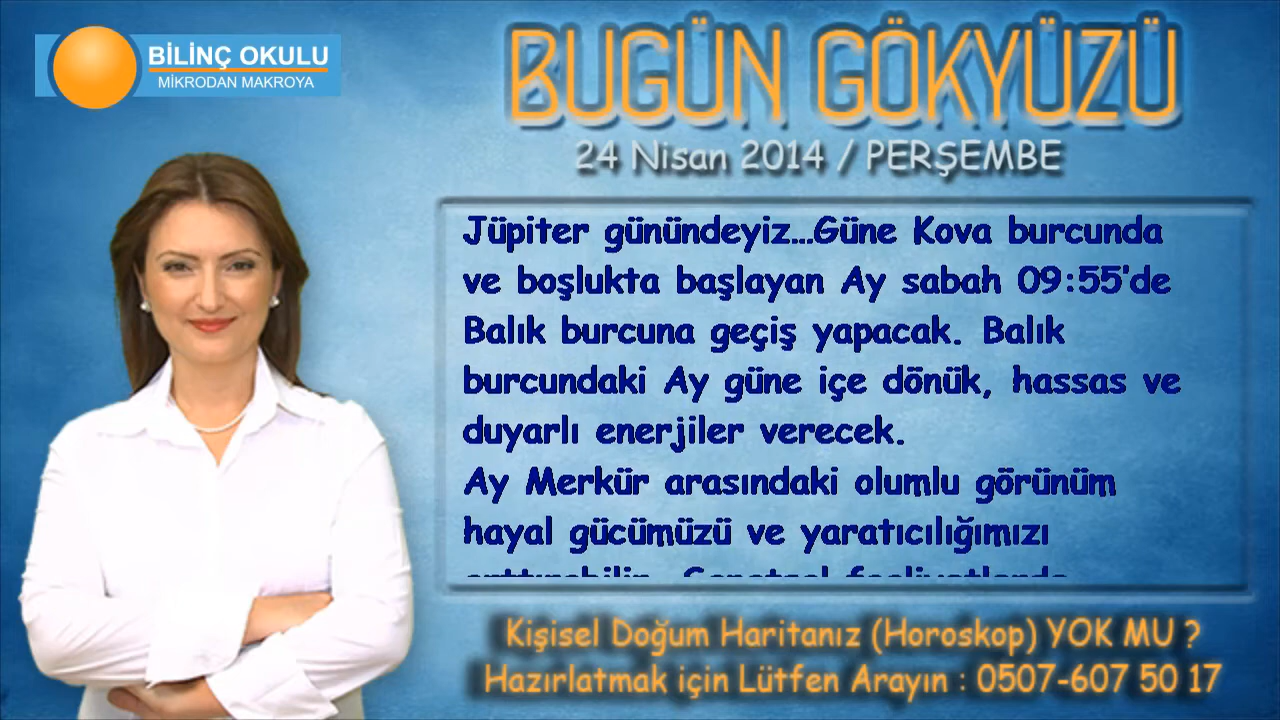 BİLİNÇ OKULU
MİKRODAN MAKROYA
BUGÜN GÖKYÜZÜ
24 Nisan 2014 / PERŞEMBE
Jüpiter günündeyiz...Güne Kova burcunda
ve boşlukta başlayan Ay sabah 09:55'de
Balık burcuna geçiş yapacak. Balık
burcundaki Ay güne içe dönük, hassas ve
duyarlı enerjiler verecek.
Ay Merkür arasındaki olumlu görünüm
hayal gücümüzü ve yaratıcılığımızı
Kişisel Doğum Haritanız (Horoskop) YOK MU ?
Hazırlatmak için Lütfen Arayın : 0507-607 50 17